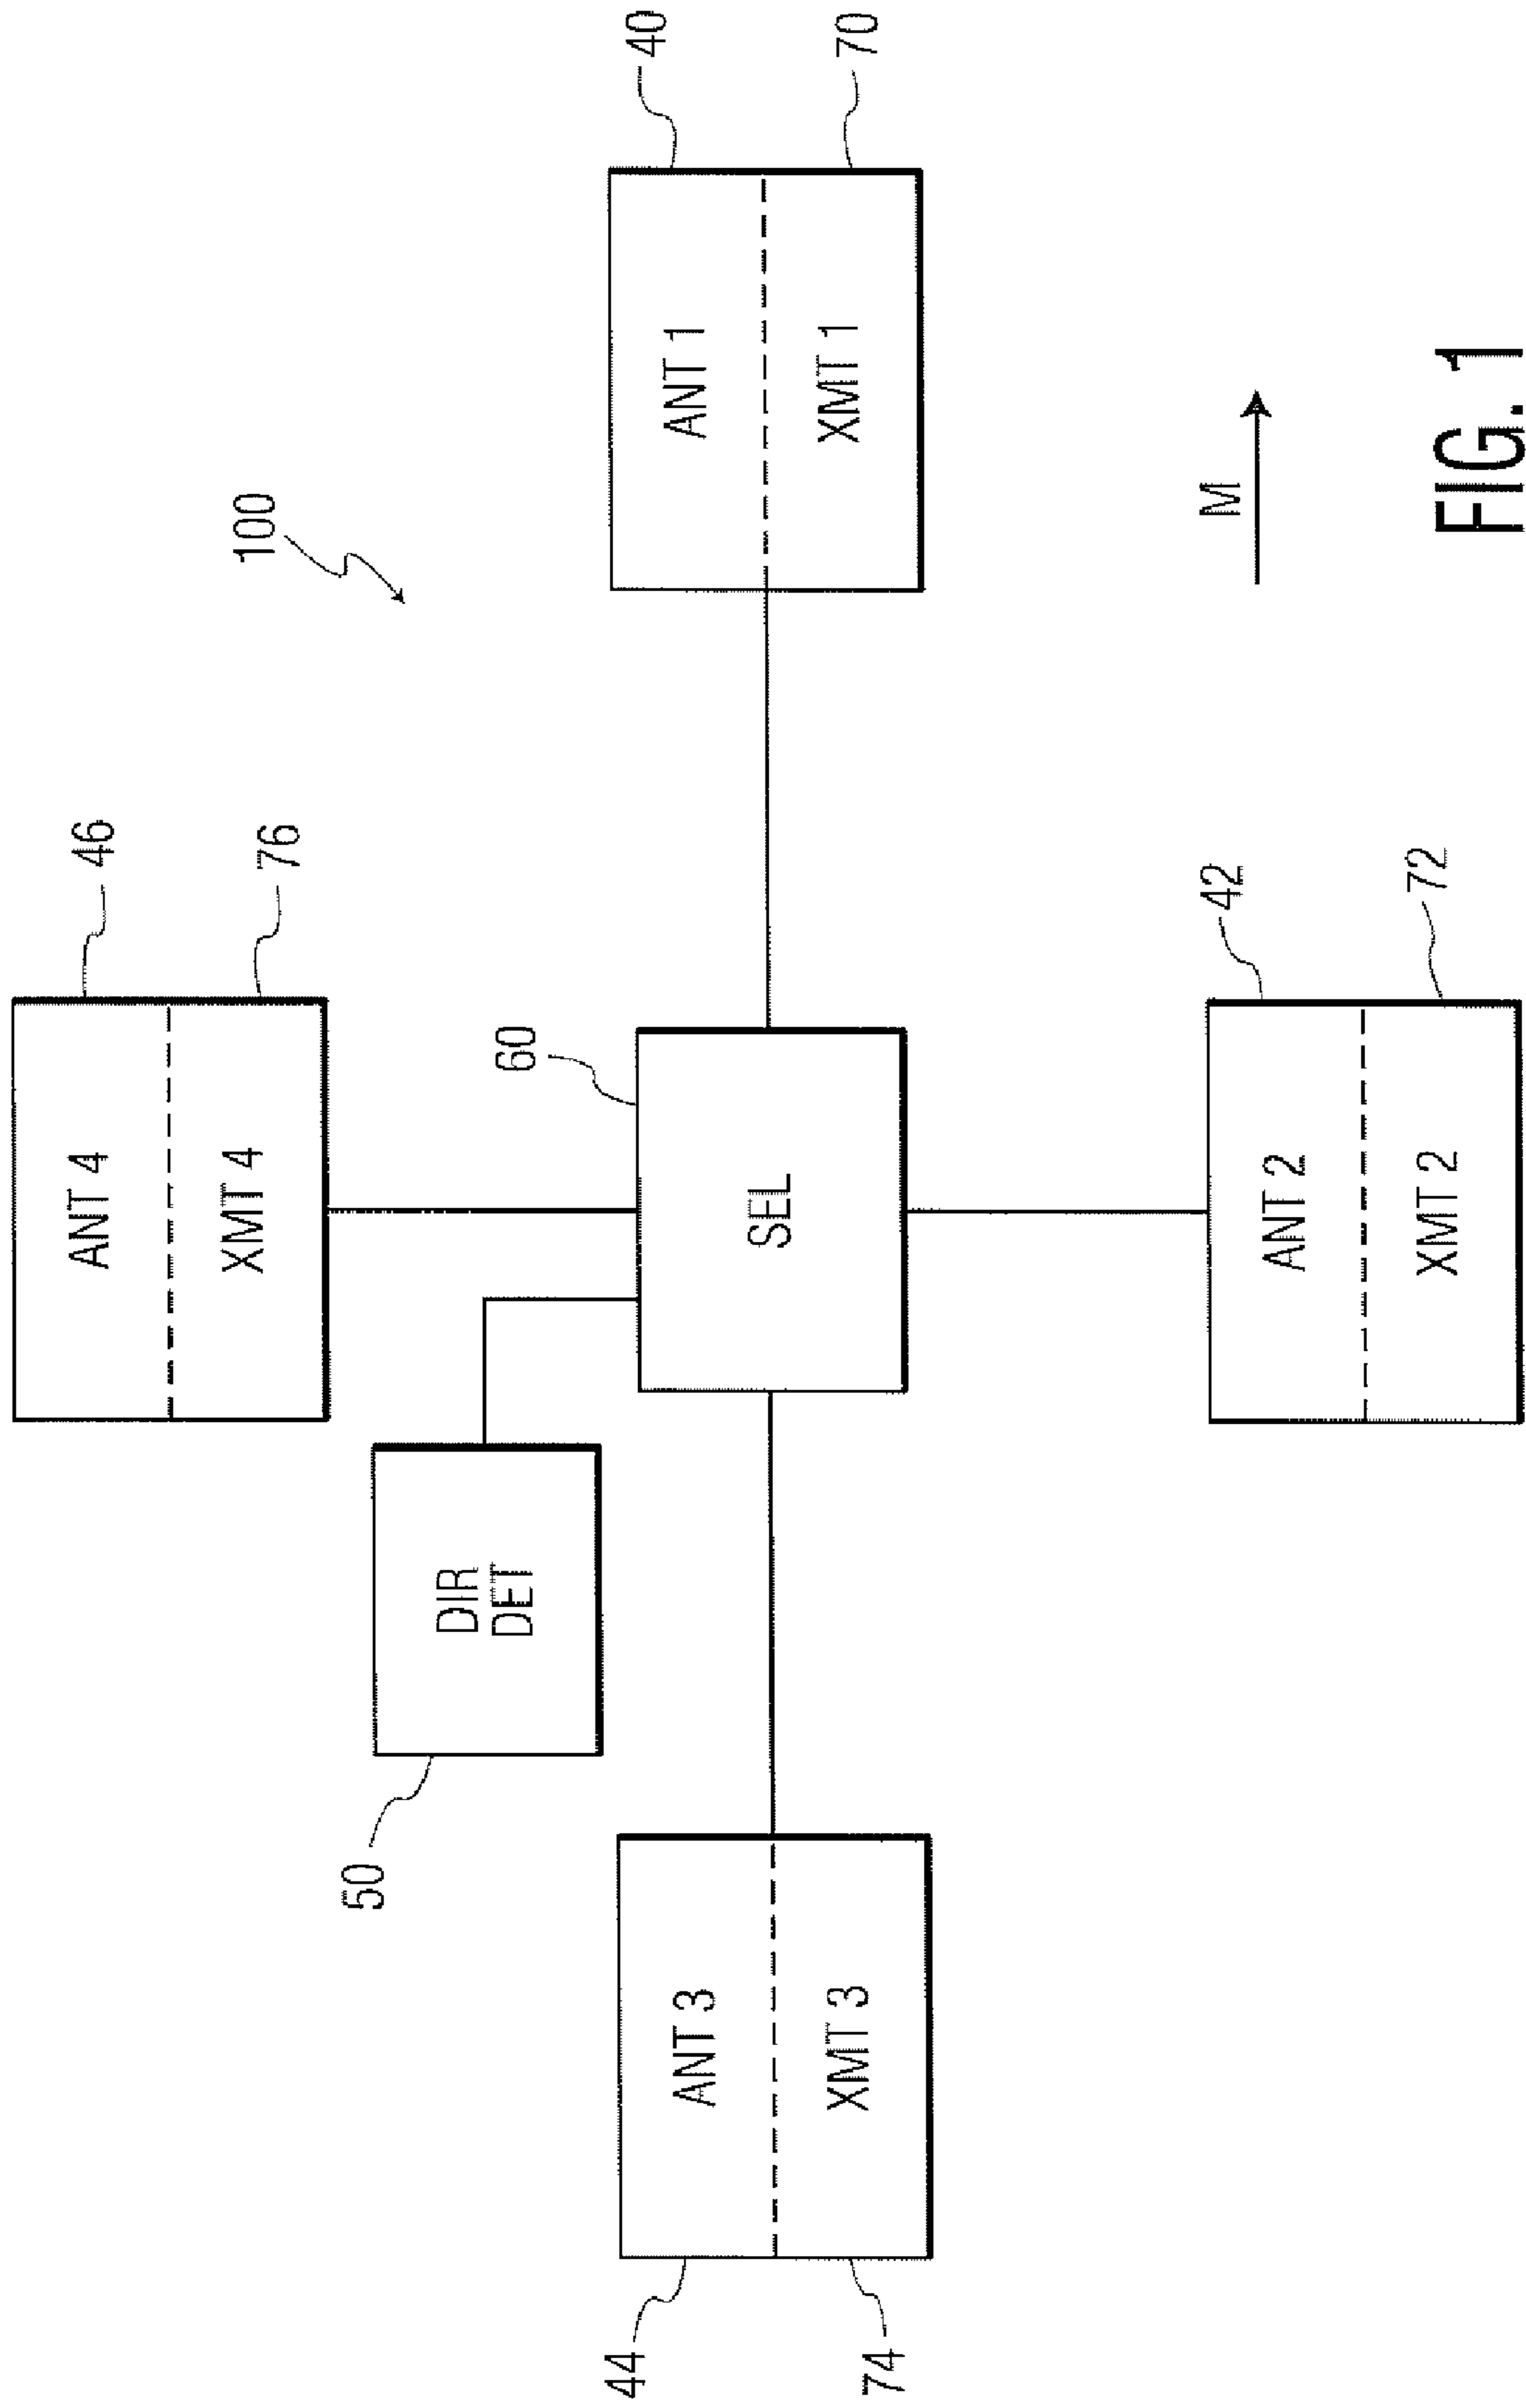 46
76
ANT 4
XMT 4
100
40
70
ANT 1
XMT 1
60
50
DIR
DET
SEL
44
74
ANT 3
XMT 3
42
72
ANT 2
XMT 2
M
FIG. 1